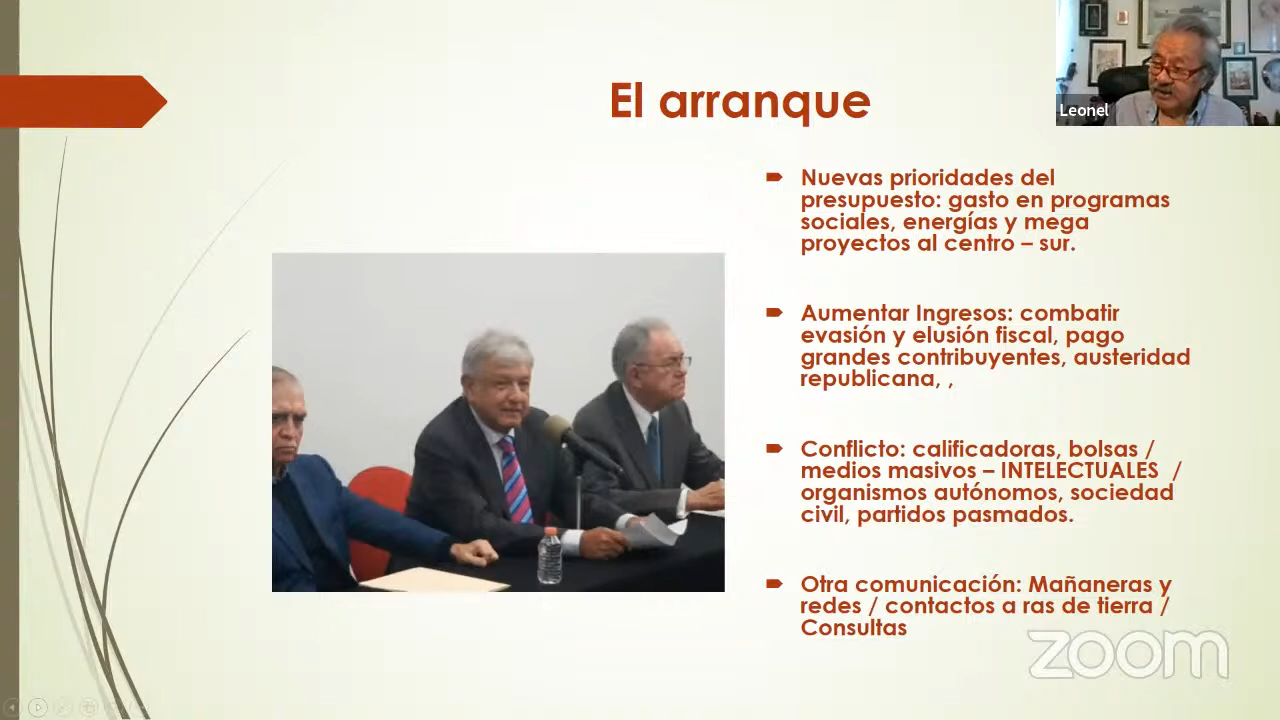 El arranque
Leonel
Nuevas prioridades del
presupuesto: gasto en programas
sociales, energías y mega
proyectos al centro – sur.
Aumentar Ingresos: combatir
evasión y elusión fiscal, pago
grandes contribuyentes, austeridad
republicana, ,
Conflicto: calificadoras, bolsas /
medios masivos – INTELECTUALES /
organismos autónomos, sociedad
civil, partidos pasmados.
Otra comunicación: Mañaneras y
redes / contactos a ras de tierra /
Consultas
zoom